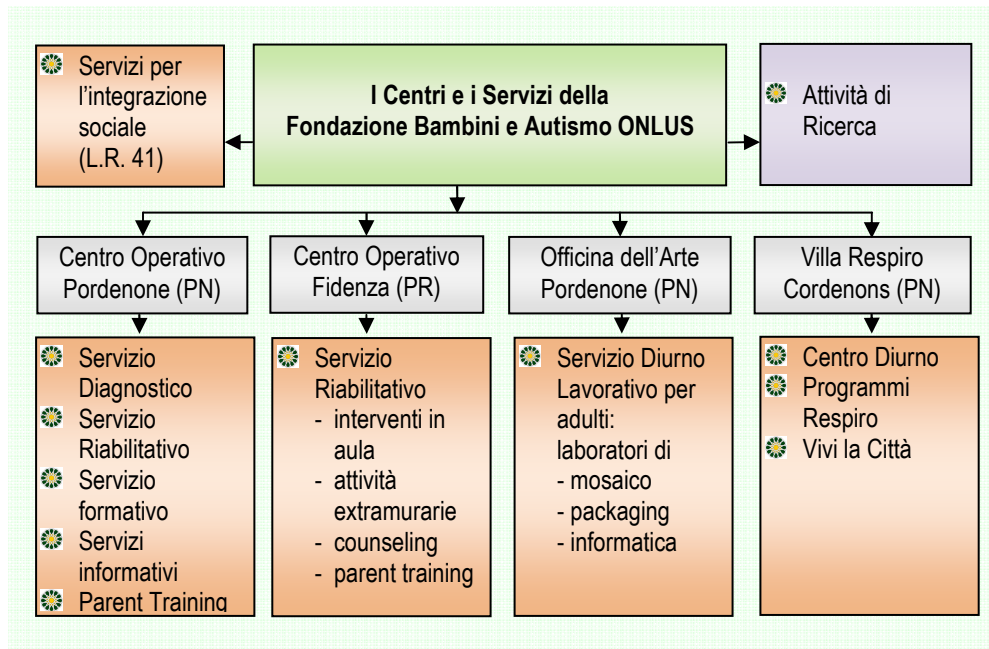 Servizi per
l'integrazione
sociale
(L.R. 41)
I Centri e i Servizi della
Fondazione Bambini e Autismo ONLUS
Attività di
Ricerca
Centro Operativo
Pordenone (PN)
Centro Operativo
Fidenza (PR)
Officina dell'Arte
Pordenone (PN)
Villa Respiro
Cordenons (PN)
Servizio
Diagnostico
Servizio
Riabilitativo
Servizio
formativo
Servizi
informativi
Parent Training
Servizio
Riabilitativo
- interventi in
aula
- attività
extramurarie
- counseling
- parent training
Servizio Diurno
Lavorativo per
adulti:
laboratori di
- mosaico
- packaging
- informatica
Centro Diurno
Programmi
Respiro
Vivi la Città